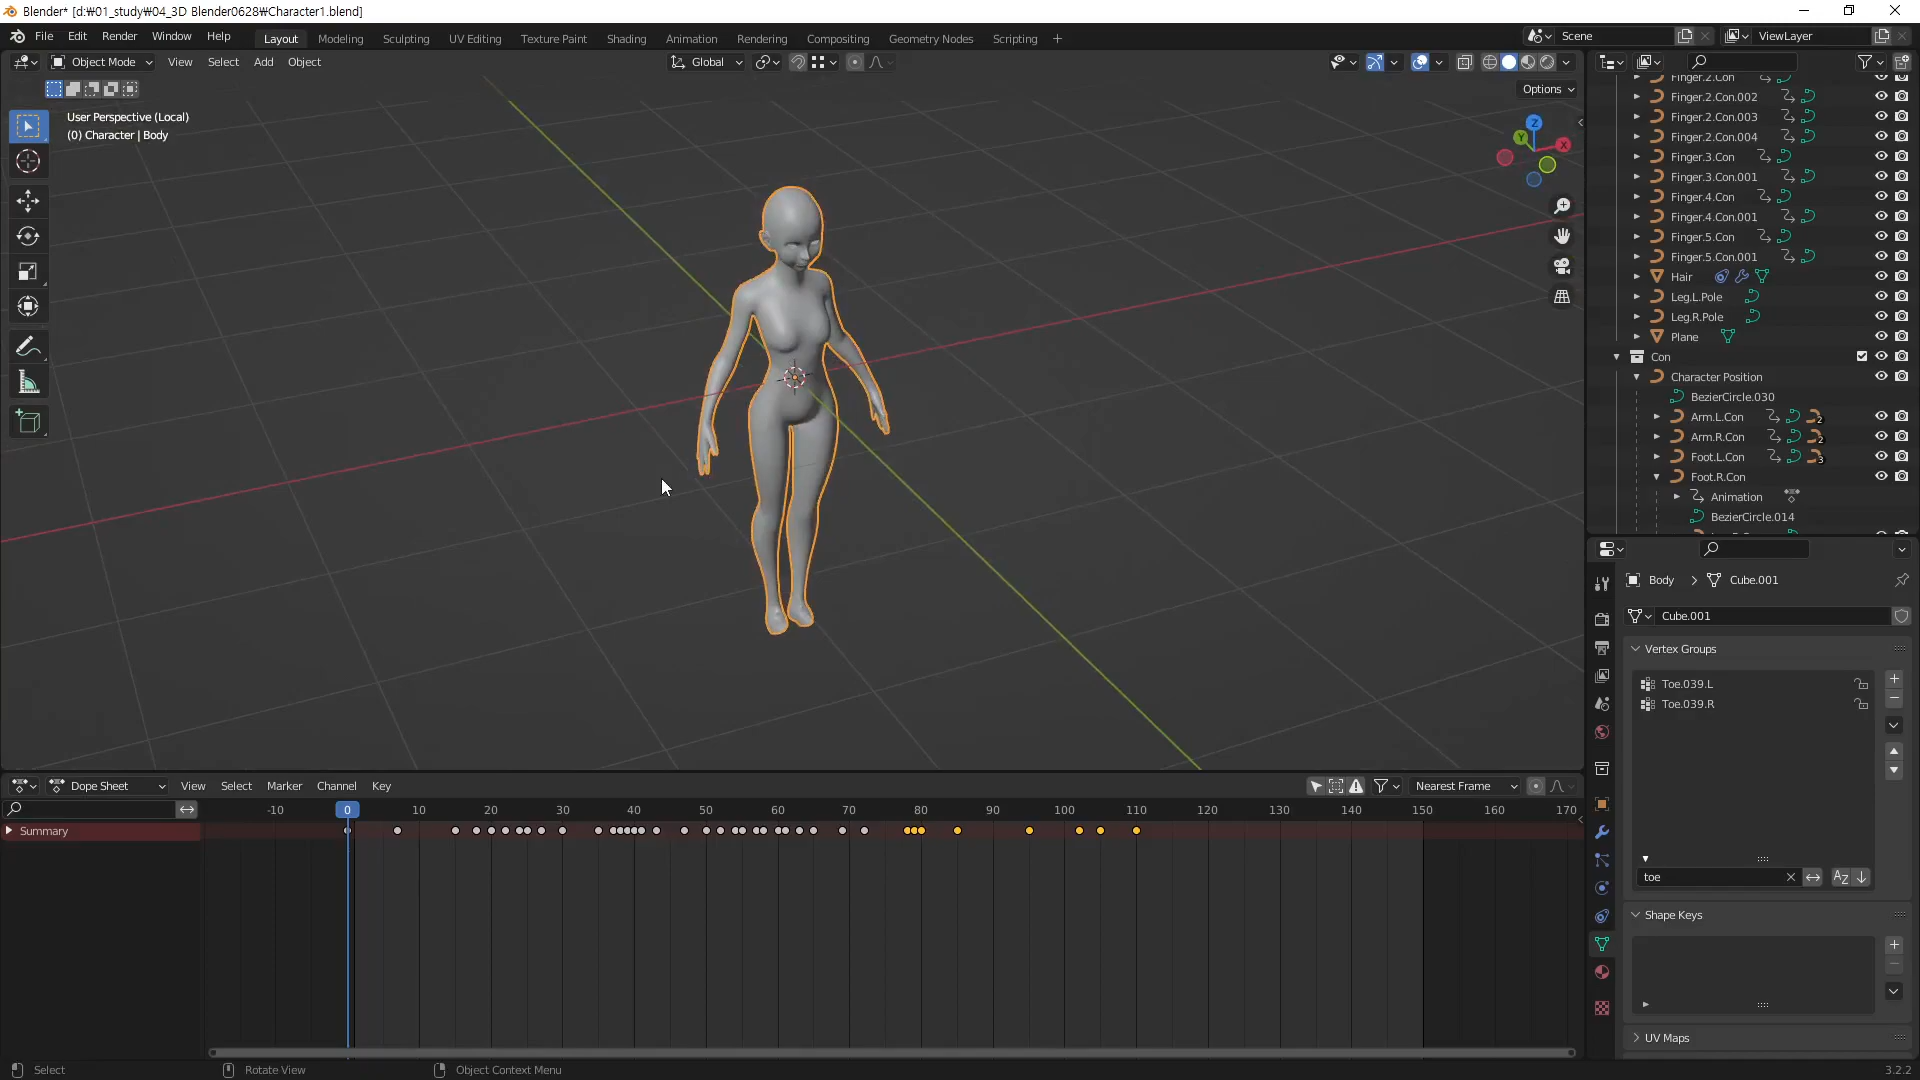 Blender* [d:₩01_study₩04_3D Blender0628₩Character1.blend]
File Edit Render Window Help
Layout Modeling Sculpting UV Editing Texture Paint Shading Animation Rendering Compositing Geometry Nodes Scripting +
Scene
ViewLayer
Object Mode
View Select Add Object
Global
Options
User Perspective (Local)
(0) Character | Body
Z
Y
X
Finger.2.Con
Finger.2.Con.002
Finger.2.Con.003
Finger.2.Con.004
Finger.3.Con
Finger.3.Con.001
Finger.4.Con
Finger.4.Con.001
Finger.5.Con
Finger.5.Con.001
Hair
Leg.L.Pole
Leg.R.Pole
Plane
Con
Character Position
BezierCircle.030
Arm.L.Con 2
Arm.R.Con 2
Foot.L.Con 3
Foot.R.Con
Animation
BezierCircle.014
Body > Cube.001
Cube.001
Vertex Groups
Toe.039.L
Toe.039.R
toe
Shape Keys
UV Maps
Dope Sheet
View Select Marker Channel Key
Nearest Frame
-10 0 10 20 30 40 50 60 70 80 90 100 110 120 130 140 150 160 170
Summary
Select
Rotate View
Object Context Menu
3.2.2